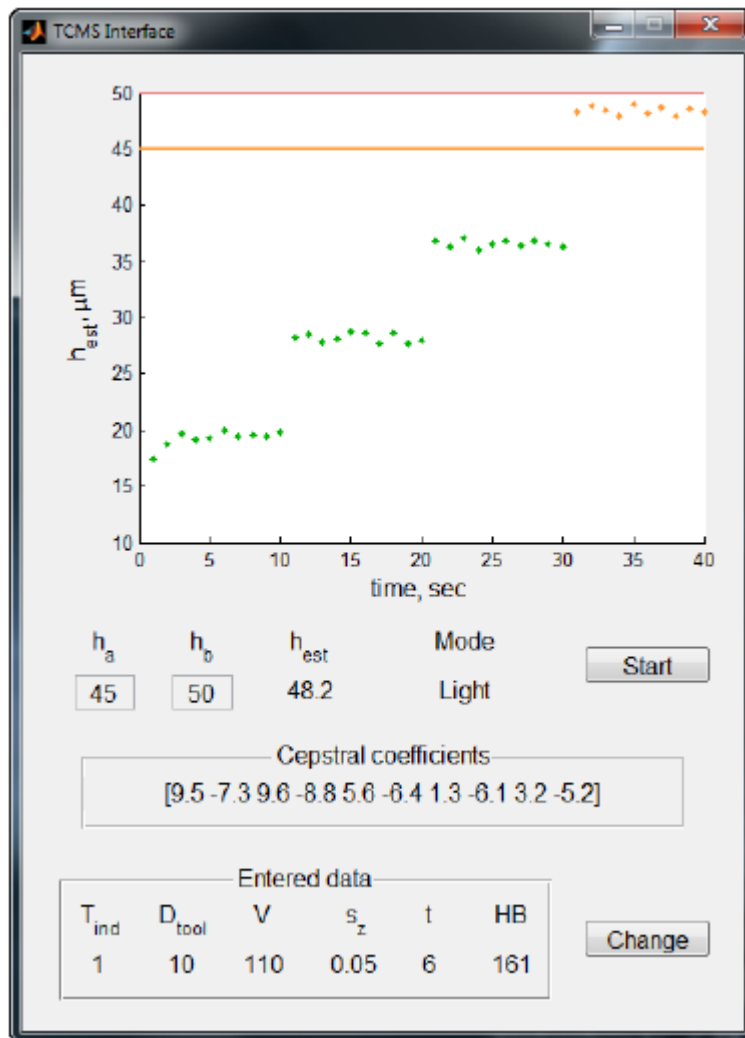 TCMS Interface
50
45
40
35
30
25
20
15
10
h_est, μm
0 5 10 15 20 25 30 35 40
time, sec
h_a h_b h_est Mode
45 50 48.2 Light
Start
Cepstral coefficients
[9.5 -7.3 9.6 -8.8 5.6 -6.4 1.3 -6.1 3.2 -5.2]
Entered data
T_ind D_tool V s_z t HB
1 10 110 0.05 6 161
Change